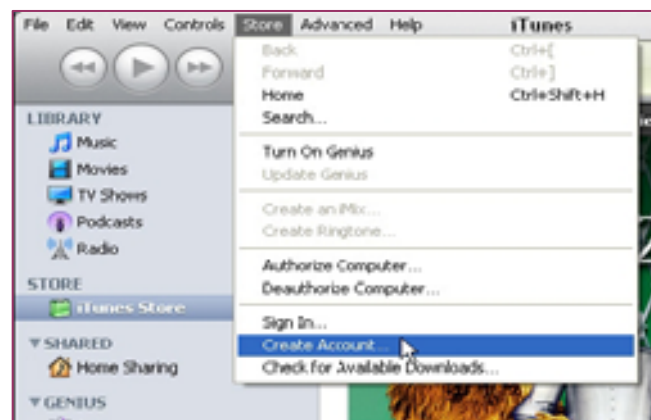 File Edit View Controls Store Advanced Help iTunes
Back Ctrl+[
Forward Ctrl+]
Home Ctrl+Shift+H
Search...
Turn On Genius
Update Genius
Create an iMix...
Create Ringtone...
Authorize Computer...
Deauthorize Computer...
Sign In...
Create Account...
Check for Available Downloads...
LIBRARY
Music
Movies
TV Shows
Podcasts
Radio
STORE
iTunes Store
SHARED
Home Sharing
GENIUS